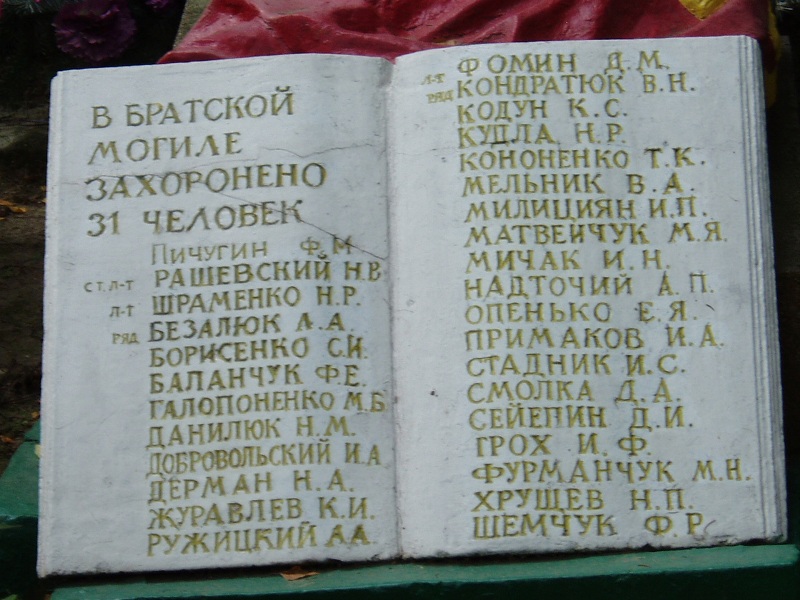 В БРАТСКОЙ
МОГИЛЕ
ЗАХОРОНЕНО
31 ЧЕЛОВЕК
ПИЧУГИН Ф.М.
СТ.Л-Т РАШЕВСКИЙ Н.В.
Л-Т ШРАМЕНКО Н.Р.
РЯД БЕЗАЛЮК А.А.
БОРИСЕНКО С.И.
БАЛАНЧУК Ф.Е.
ГАЛОПОНЕНКО М.Б
ДАНИЛЮК Н.М.
ДОБРОВОЛЬСКИЙ И.А
ДЕРМАН Н.А.
ЖУРАВЛЕВ К.И.
РУЖИЦКИЙ А.А.
ФОМИН Д.М.
Л-Т КОНДРАТЮК В.Н.
РЯД КОДУН К.С.
КУДЛА Н.Р.
КОНОНЕНКО Т.К.
МЕЛЬНИК В.А.
МИЛИЦИЯН И.П.
МАТВЕЙЧУК М.Я.
МИЧАК И.Н.
НАДТОЧИЙ А.П.
ОПЕНЬКО Е.Я.
ПРИМАКОВ И.А.
СТАДНИК И.С.
СМОЛКА Д.А.
СЕЙЕПИН Д.И.
ГРОХ И.Ф.
ФУРМАНЧУК М.Н.
ХРУЩЕВ Н.П.
ШЕМЧУК Ф.Р.